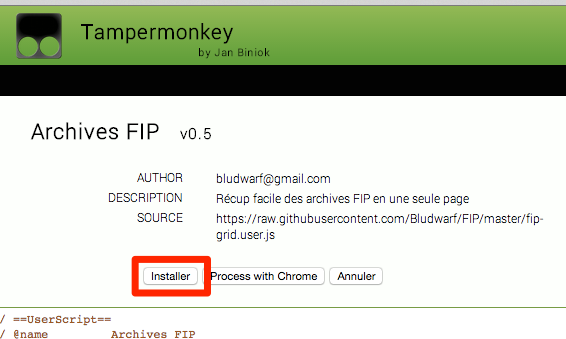 Tampermonkey
by Jan Biniok
Archives FIP v0.5
AUTHOR bludwarf@gmail.com
DESCRIPTION Récup facile des archives FIP en une seule page
SOURCE https://raw.githubusercontent.com/Bludwarf/FIP/master/fip-
grid.user.js
Installer Process with Chrome Annuler
/ ==UserScript==
/ @name Archives FIP